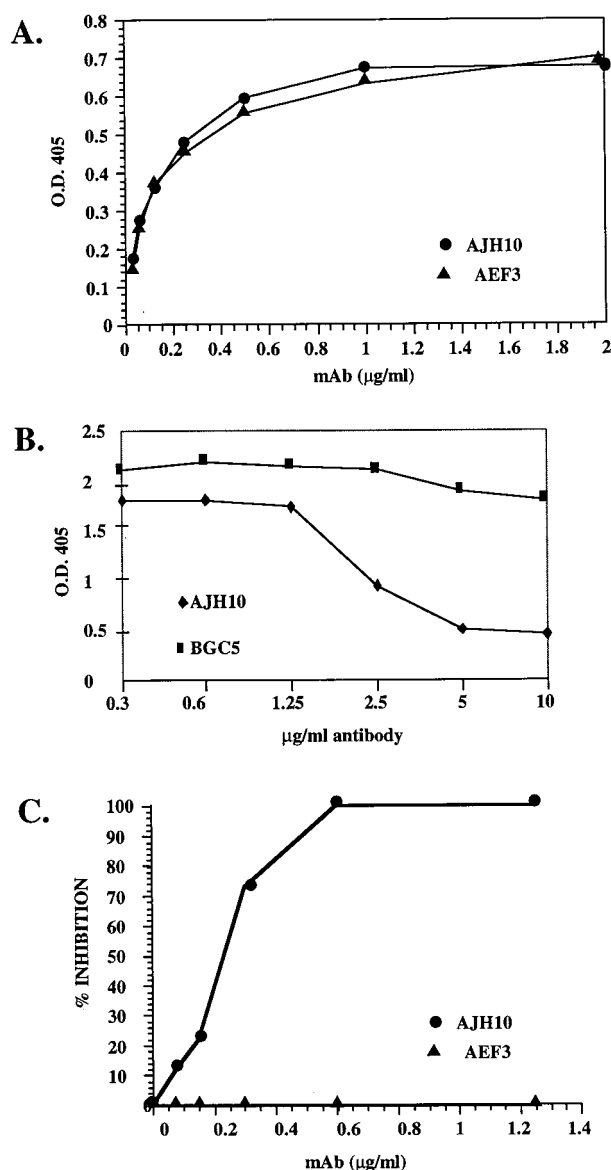 A.
0.8
0.7
0.6
0.5
0.4
0.3
0.2
0.1
0
O.D. 405
AJH10
AEF3
0 0.2 0.4 0.6 0.8 1 1.2 1.4 1.6 1.8 2
mAb (µg/ml)
B.
2.5
2
1.5
1
0.5
0
O.D. 405
AJH10
BGC5
0.3 0.6 1.25 2.5 5 10
µg/ml antibody
C.
100
90
80
70
60
50
40
30
20
10
0
% INHIBITION
AJH10
AEF3
0 0.2 0.4 0.6 0.8 1 1.2 1.4
mAb (µg/ml)